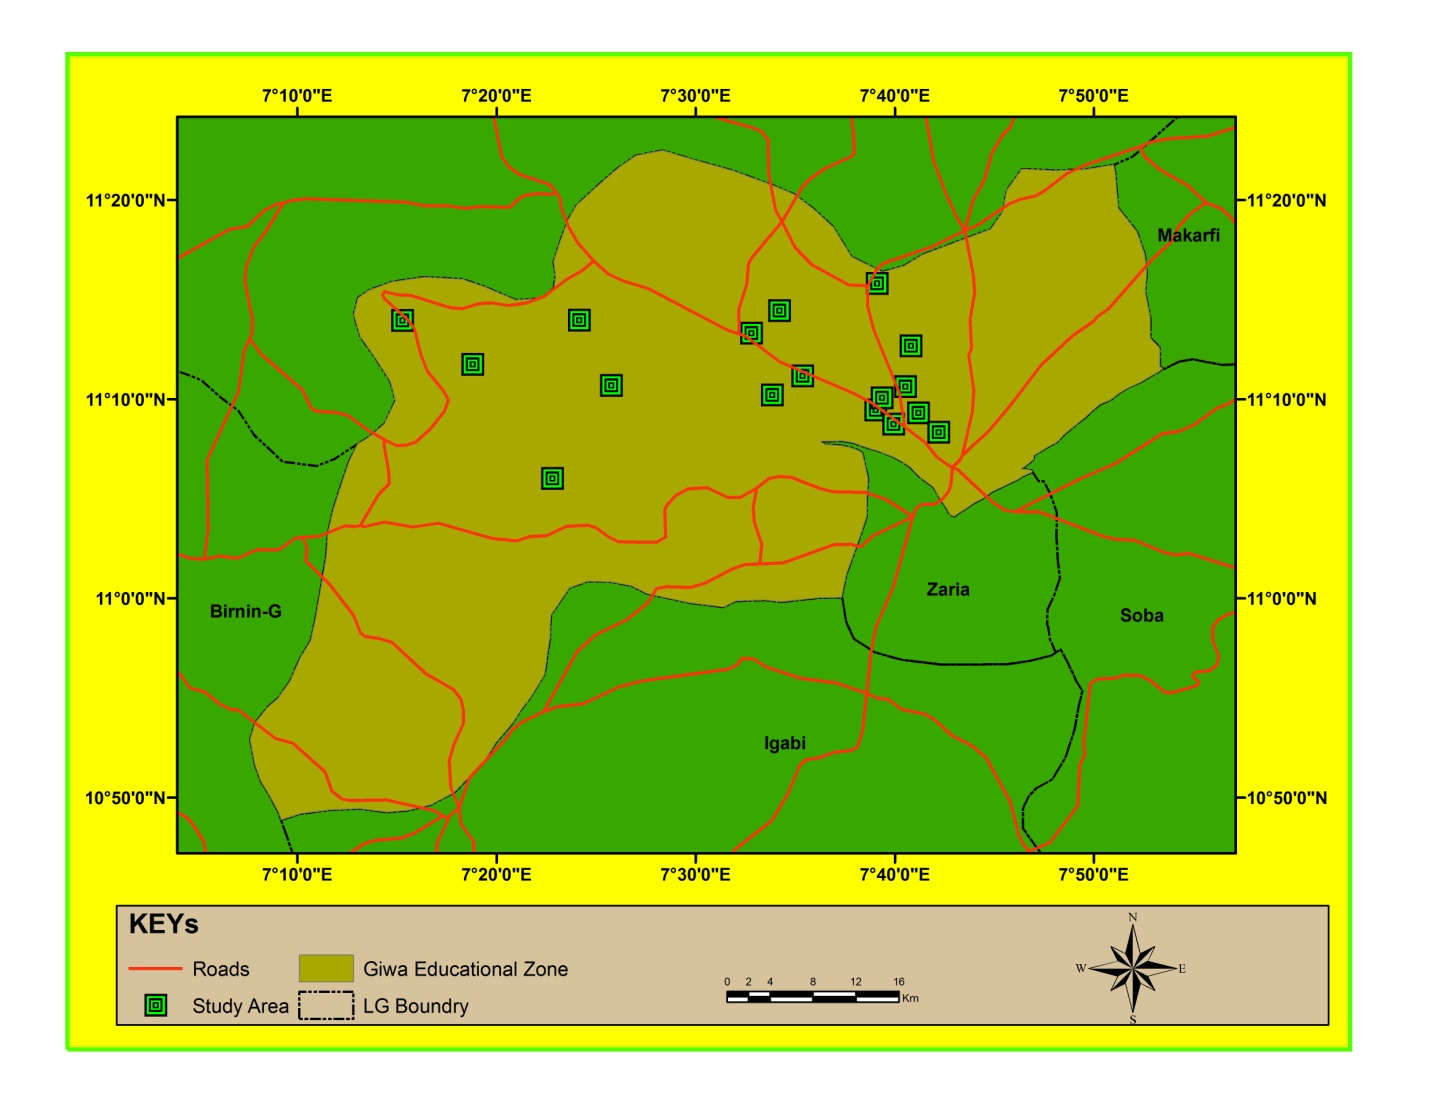 7°10'0"E 7°20'0"E 7°30'0"E 7°40'0"E 7°50'0"E
11°20'0"N 11°20'0"N
Makarfi
11°10'0"N 11°10'0"N
Zaria
11°0'0"N 11°0'0"N
Birnin-G
Soba
Igabi
10°50'0"N 10°50'0"N
7°10'0"E 7°20'0"E 7°30'0"E 7°40'0"E 7°50'0"E
KEYs
Roads Giwa Educational Zone
Study Area LG Boundry
0 2 4 8 12 16
Km
N
W E
S